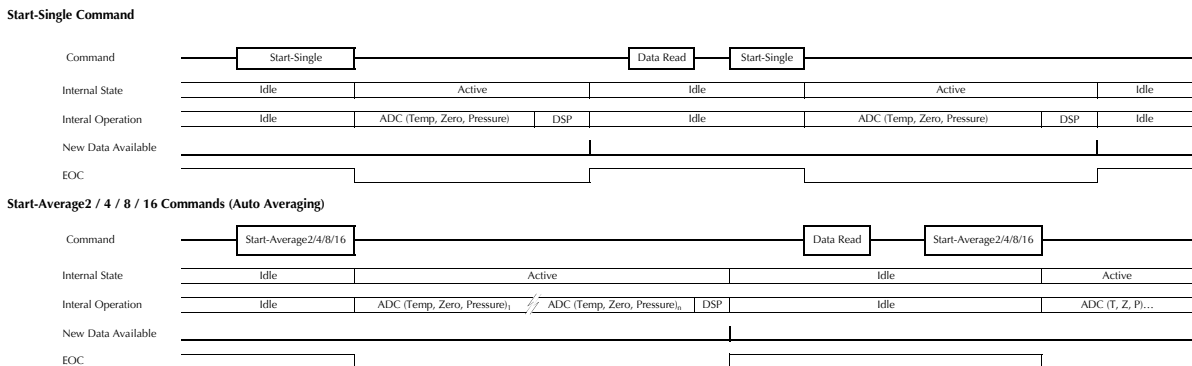 Start-Single Command
Command Start-Single Data Read Start-Single
Internal State Idle Active Idle Active Idle
Interal Operation Idle ADC (Temp, Zero, Pressure) DSP Idle ADC (Temp, Zero, Pressure) DSP Idle
New Data Available
EOC
Start-Average2 / 4 / 8 / 16 Commands (Auto Averaging)
Command Start-Average2/4/8/16 Data Read Start-Average2/4/8/16
Internal State Idle Active Idle Active
Interal Operation Idle ADC (Temp, Zero, Pressure)1 ADC (Temp, Zero, Pressure)n DSP Idle ADC (T, Z, P)...
New Data Available
EOC